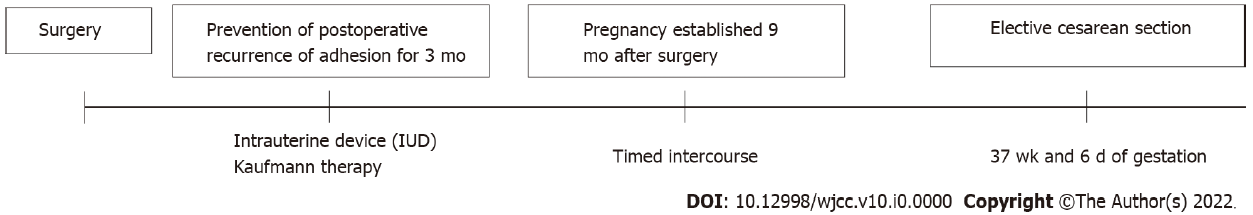 Surgery
Prevention of postoperative
recurrence of adhesion for 3 mo
Pregnancy established 9
mo after surgery
Elective cesarean section
Intrauterine device (IUD)
Kaufmann therapy
Timed intercourse
37 wk and 6 d of gestation
DOI: 10.12998/wjcc.v10.i0.0000 Copyright ©The Author(s) 2022.